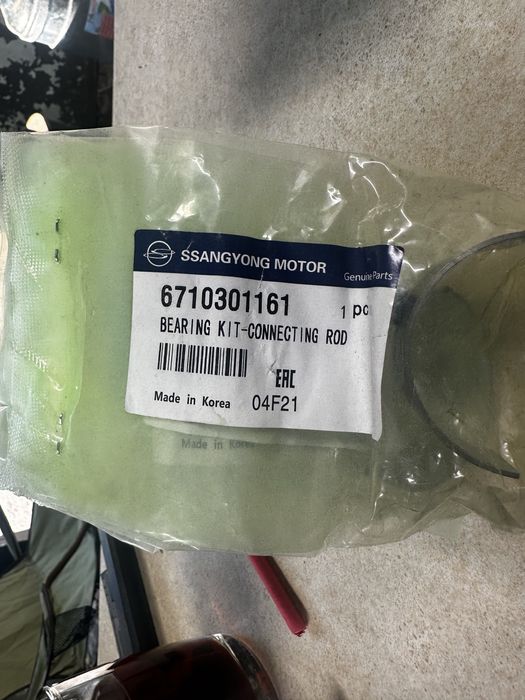 SSANGYONG MOTOR
Genuine Parts
6710301161 1 pc
BEARING KIT-CONNECTING ROD
EAC
Made in Korea 04F21
Made in Korea